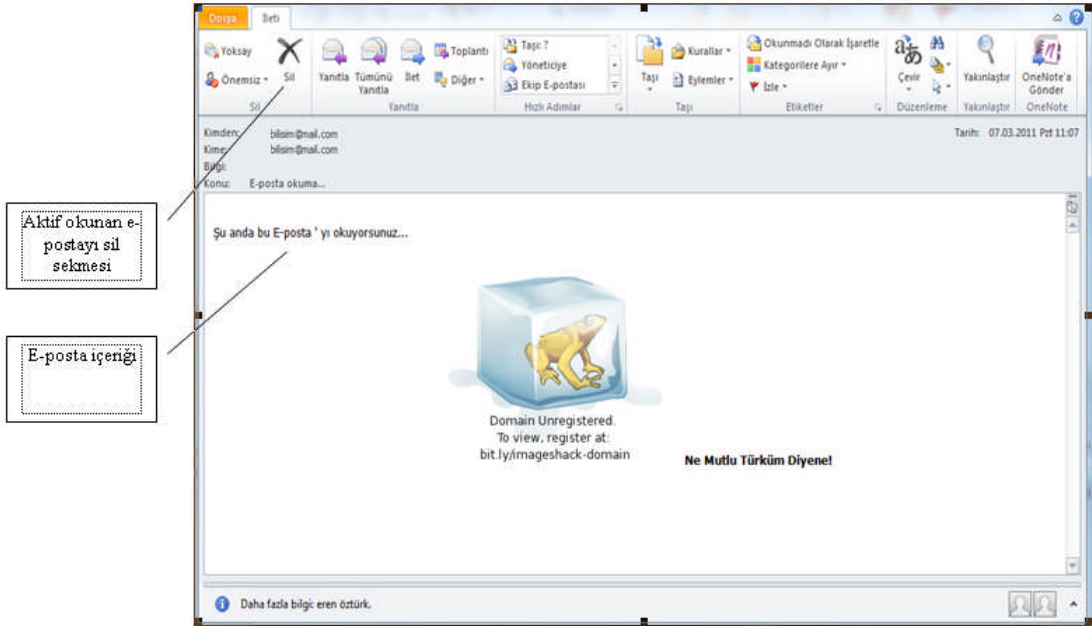 Dosya İleti
Yoksay
Önemsiz
Sil
Sil
Yanıtla Tümünü Yanıtla İlet
Toplantı
Diğer
Yanıtla
Taşı: ?
Yöneticiye
Ekip E-postası
Hızlı Adımlar
Taşı
Kurallar
Eylemler
Taşı
Okunmadı Olarak İşaretle
Kategorilere Ayır
İzle
Etiketler
Çevir
Düzenleme
Yakınlaştır
Yakınlaştır
OneNote'a
Gönder
OneNote
Kimden: bilisim@mail.com
Tarih: 07.03.2011 Pzt 11:07
Kime: bilisim@mail.com
Bilgi:
Konu: E-posta okuma...
Aktif okunan e-
postayı sil
sekmesi
Şu anda bu E-posta ' yı okuyorsunuz...
E-posta içeriği
Domain Unregistered.
To view, register at:
bit.ly/imageshack-domain
Ne Mutlu Türküm Diyene!
Daha fazla bilgi: eren öztürk.